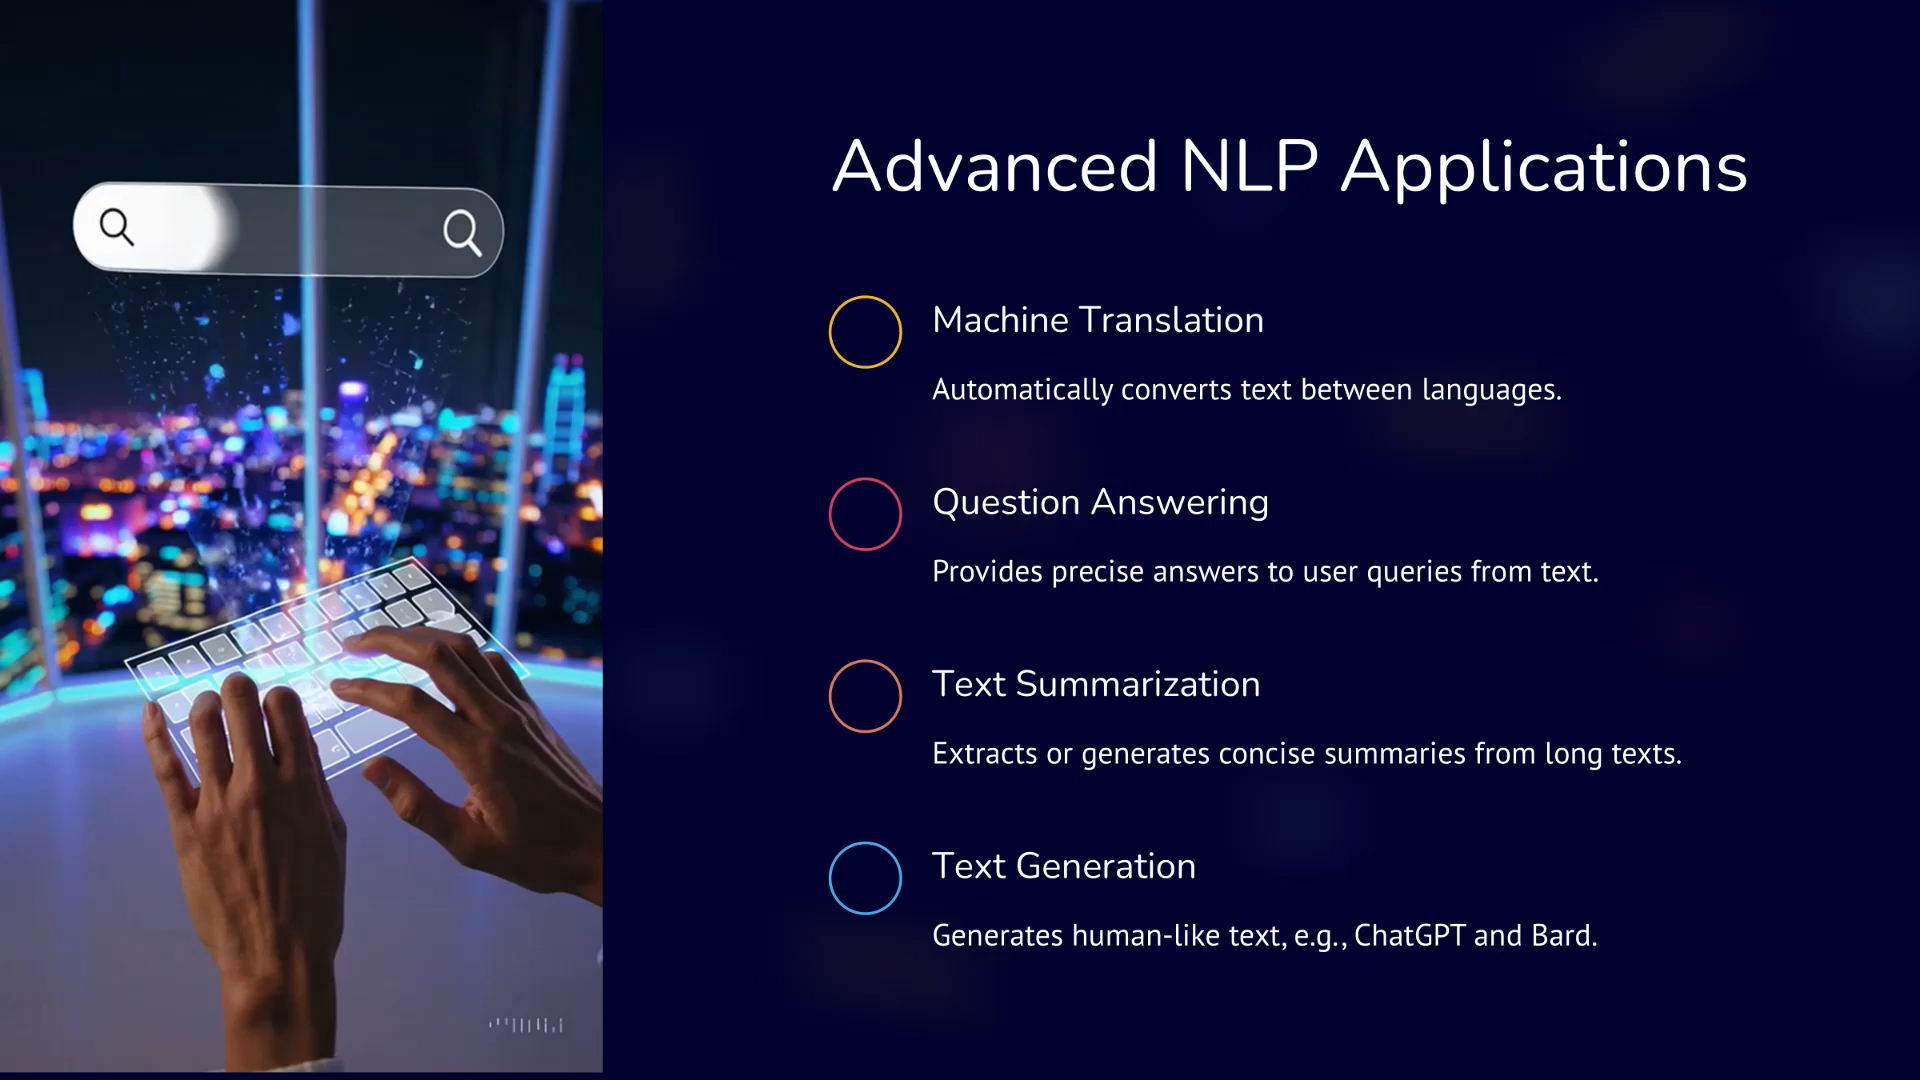 Advanced NLP Applications
Machine Translation
Automatically converts text between languages.
Question Answering
Provides precise answers to user queries from text.
Text Summarization
Extracts or generates concise summaries from long texts.
Text Generation
Generates human-like text, e.g., ChatGPT and Bard.